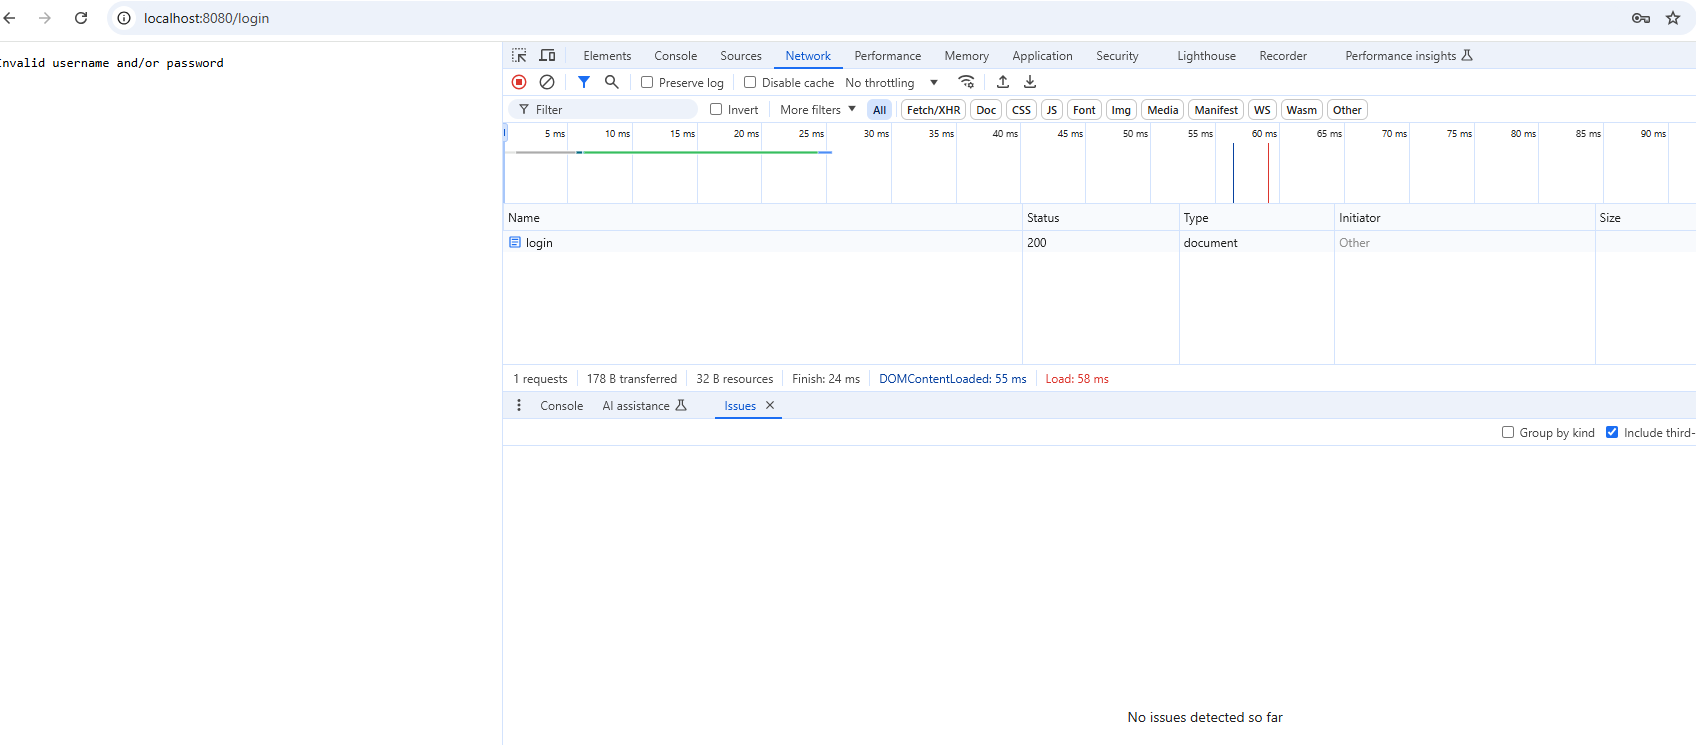 localhost:8080/login
nvalid username and/or password
Elements Console Sources Network Performance Memory Application Security Lighthouse Recorder Performance insights
Preserve log Disable cache No throttling
Filter Invert More filters All Fetch/XHR Doc CSS JS Font Img Media Manifest WS Wasm Other
5 ms 10 ms 15 ms 20 ms 25 ms 30 ms 35 ms 40 ms 45 ms 50 ms 55 ms 60 ms 65 ms 70 ms 75 ms 80 ms 85 ms 90 ms
Name Status Type Initiator Size
login 200 document Other
1 requests 178 B transferred 32 B resources Finish: 24 ms DOMContentLoaded: 55 ms Load: 58 ms
Console AI assistance Issues
Group by kind Include third-
No issues detected so far